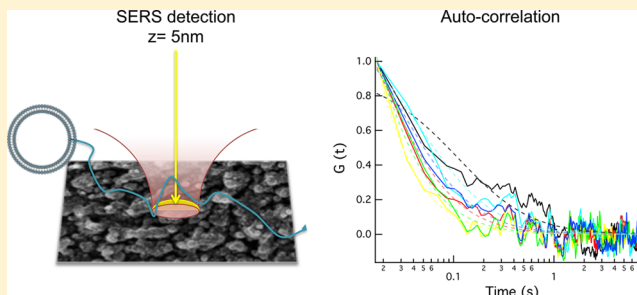 SERS detection
z= 5nm
Auto-correlation
1.0
0.8
0.6
0.4
0.2
0.0
G (t)
2 3 4 5 6 0.1 2 3 4 5 6 1 2 3 4 5 6
Time (s)